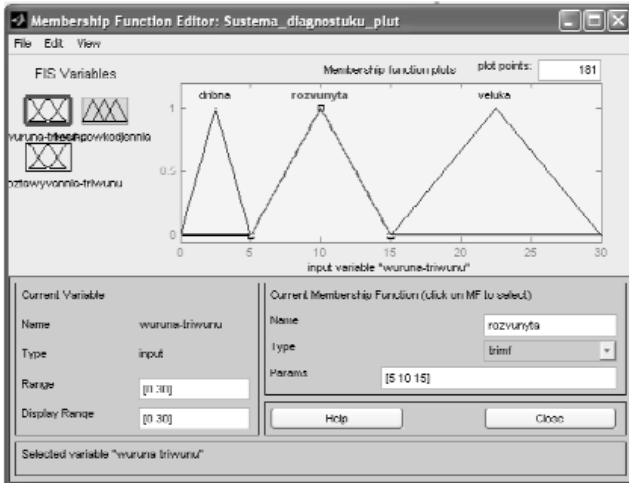 Membership Function Editor: Sustema_diagnostuku_plut
File Edit View
FIS Variables
Membership function plots
plot points:
181
dribna
rozvunyta
veluka
1
0.5
0
0
5
10
15
20
25
30
input variable "wuruna-triwunu"
Current Variable
Name
wuruna-triwunu
Type
input
Range
[0 30]
Display Range
[0 30]
Current Membership Function (click on MF to select)
Name
rozvunyta
Type
trimf
Params
[5 10 15]
Help
Close
Selected variable "wuruna-triwunu"